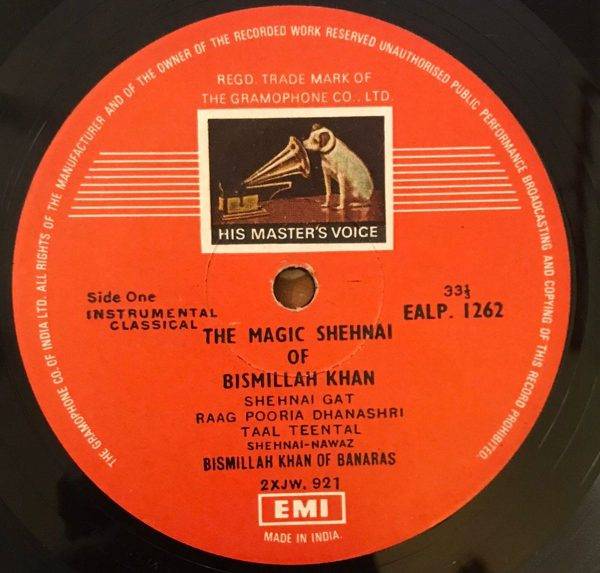 THE GRAMOPHONE CO. OF INDIA LTD. ALL RIGHTS OF THE MANUFACTURER AND OF THE OWNER OF THE RECORDED WORK RESERVED UNAUTHORISED PUBLIC PERFORMANCE BROADCASTING AND COPYING OF THIS RECORD PROHIBITED.
REGD. TRADE MARK OF
THE GRAMOPHONE CO., LTD
HIS MASTER'S VOICE
Side One
INSTRUMENTAL
CLASSICAL
33⅓
EALP. 1262
THE MAGIC SHEHNAI
OF
BISMILLAH KHAN
SHEHNAI GAT
RAAG POORIA DHANASHRI
TAAL TEENTAL
SHEHNAI-NAWAZ
BISMILLAH KHAN OF BANARAS
2XJW. 921
EMI
MADE IN INDIA.